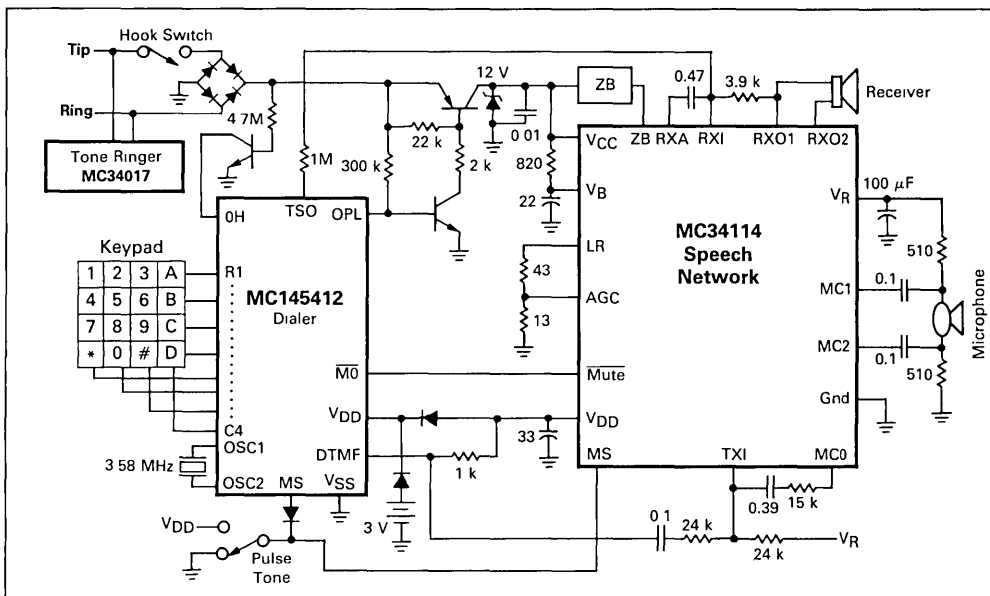 Tip
Hook Switch
Ring
Tone Ringer
MC34017
4 7M
1M
300 k
22 k
2 k
12 V
0 01
ZB
0.47
3.9 k
Receiver
820
22
VCC
ZB
RXA
RXI
RXO1
RXO2
VB
LR
43
AGC
13
VR
100 μF
510
MC1
0.1
MC2
0.1
510
Microphone
Gnd
MC34114
Speech
Network
Mute
VDD
33
MS
TXI
MC0
0.39
15 k
0 1
24 k
24 k
VR
0H
TSO
OPL
MC145412
Dialer
Keypad
1 2 3 A
4 5 6 B
7 8 9 C
* 0 # D
R1
C4
M0
VDD
DTMF
1 k
OSC1
OSC2
3 58 MHz
MS
VSS
3 V
VDD
Pulse
Tone